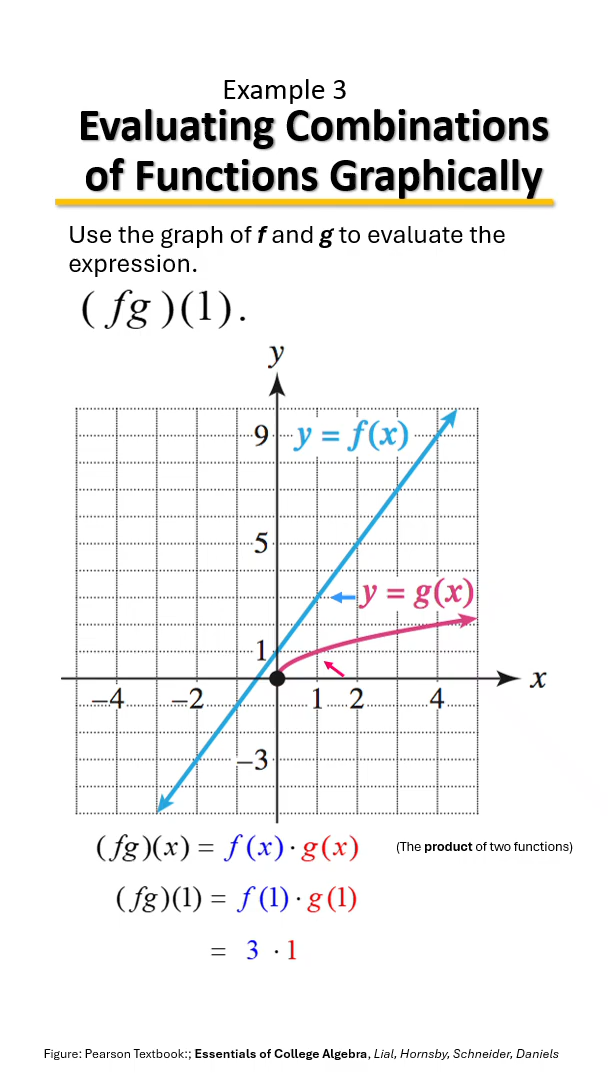 Example 3
Evaluating Combinations
of Functions Graphically
Use the graph of f and g to evaluate the
expression.
( fg )(1).
y
9 y = f(x)
5
y = g(x)
1
x
−4 −2 1 2 4
−3
(fg)(x) = f(x) · g(x) (The product of two functions)
(fg)(1) = f(1) · g(1)
= 3 · 1
Figure: Pearson Textbook:; Essentials of College Algebra, Lial, Hornsby, Schneider, Daniels